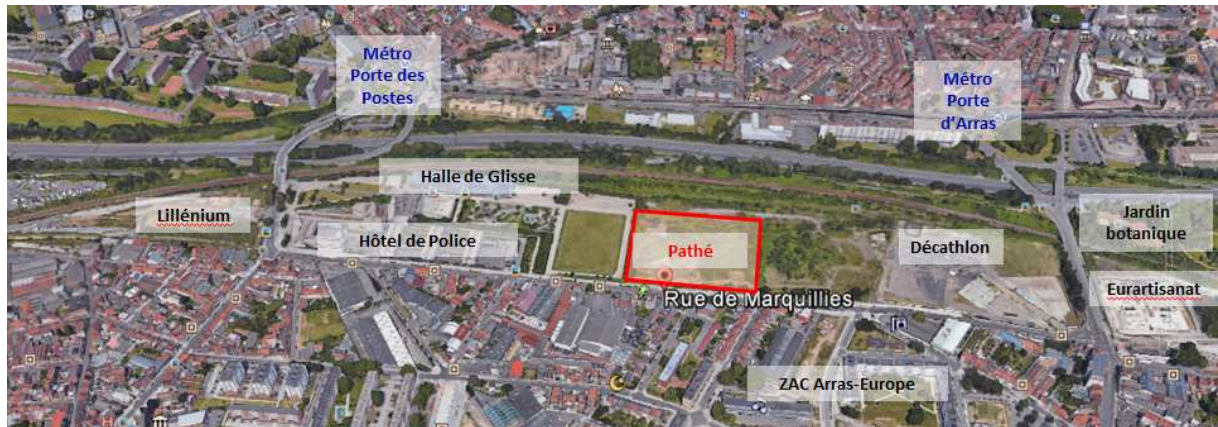 Métro
Porte des
Postes
Métro
Porte
d'Arras
Halle de Glisse
Lillénium
Hôtel de Police
Pathé
Décathlon
Jardin
botanique
Eurartisanat
Rue de Marquillies
ZAC Arras-Europe